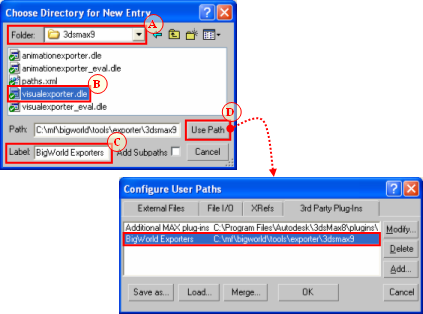 Choose Directory for New Entry
A
Folder: 3dsmax9
animationexporter.dle
animationexporter_eval.dle
paths.xml
B
visualexporter.dle
visualexporter_eval.dle
D
Path: C:\mf\bigworld\tools\exporter\3dsmax9 Use Path
C
Label: BigWorld Exporters Add Subpaths Cancel
Configure User Paths
External Files File I/O XRefs 3rd Party Plug-Ins
Additional MAX plug-ins C:\Program Files\Autodesk\3dsMax8\plugins\ Modify...
BigWorld Exporters C:\mf\bigworld\tools\exporter\3dsmax9
Delete
Add...
Save as... Load... Merge... OK Cancel